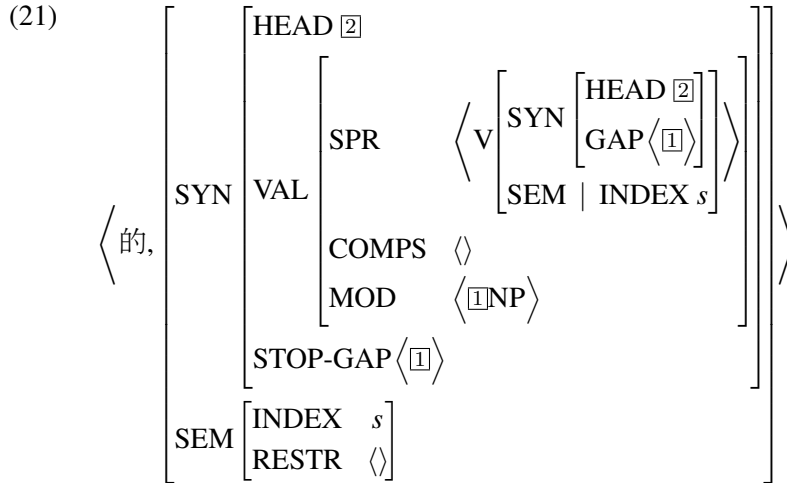 (21)
HEAD 2
HEAD 2
SPR ⟨V SYN GAP⟨1⟩ ⟩
⟨的, SYN VAL SEM | INDEX s ⟩
COMPS ⟨⟩
MOD ⟨1NP⟩
STOP-GAP⟨1⟩
INDEX s
SEM RESTR ⟨⟩